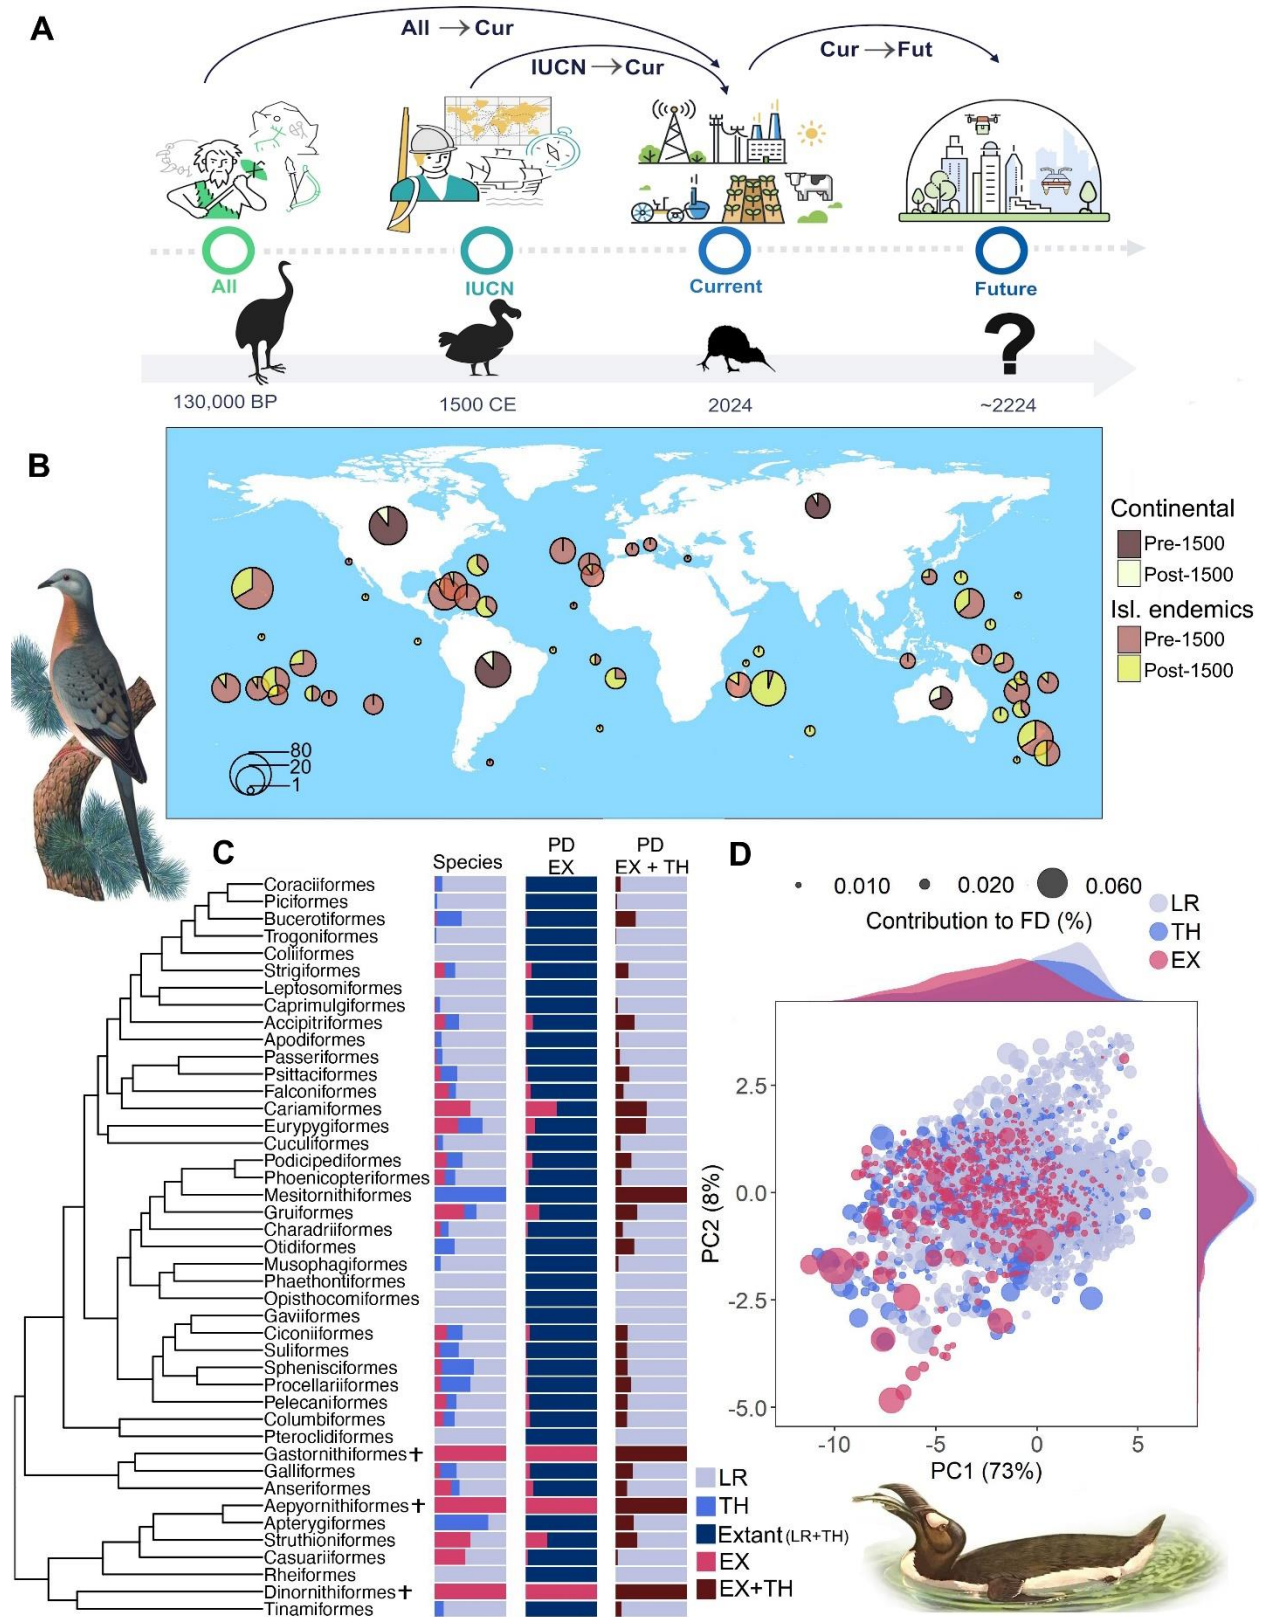 A
All → Cur
IUCN → Cur
Cur → Fut
All
IUCN
Current
Future
130,000 BP
1500 CE
2024
~2224
B
80
20
1
Continental
Pre-1500
Post-1500
Isl. endemics
Pre-1500
Post-1500
C
Species
PD
EX
PD
EX + TH
Coraciiformes
Piciformes
Bucerotiformes
Trogoniformes
Coliiformes
Strigiformes
Leptosomiformes
Caprimulgiformes
Accipitriformes
Apodiformes
Passeriformes
Psittaciformes
Falconiformes
Cariamiformes
Eurypygiformes
Cuculiformes
Podicipediformes
Phoenicopteriformes
Mesitornithiformes
Gruiformes
Charadriiformes
Otidiformes
Musophagiformes
Phaethontiformes
Opisthocomiformes
Gaviiformes
Ciconiiformes
Suliformes
Sphenisciformes
Procellariiformes
Pelecaniformes
Columbiformes
Pteroclidiformes
Gastornithiformes ✝
Galliformes
Anseriformes
Aepyornithiformes ✝
Apterygiformes
Struthioniformes
Casuariiformes
Rheiformes
Dinornithiformes ✝
Tinamiformes
LR
TH
Extant (LR+TH)
EX
EX+TH
D
0.010
0.020
0.060
Contribution to FD (%)
LR
TH
EX
PC2 (8%)
2.5
0.0
-2.5
-5.0
-10
-5
0
5
PC1 (73%)